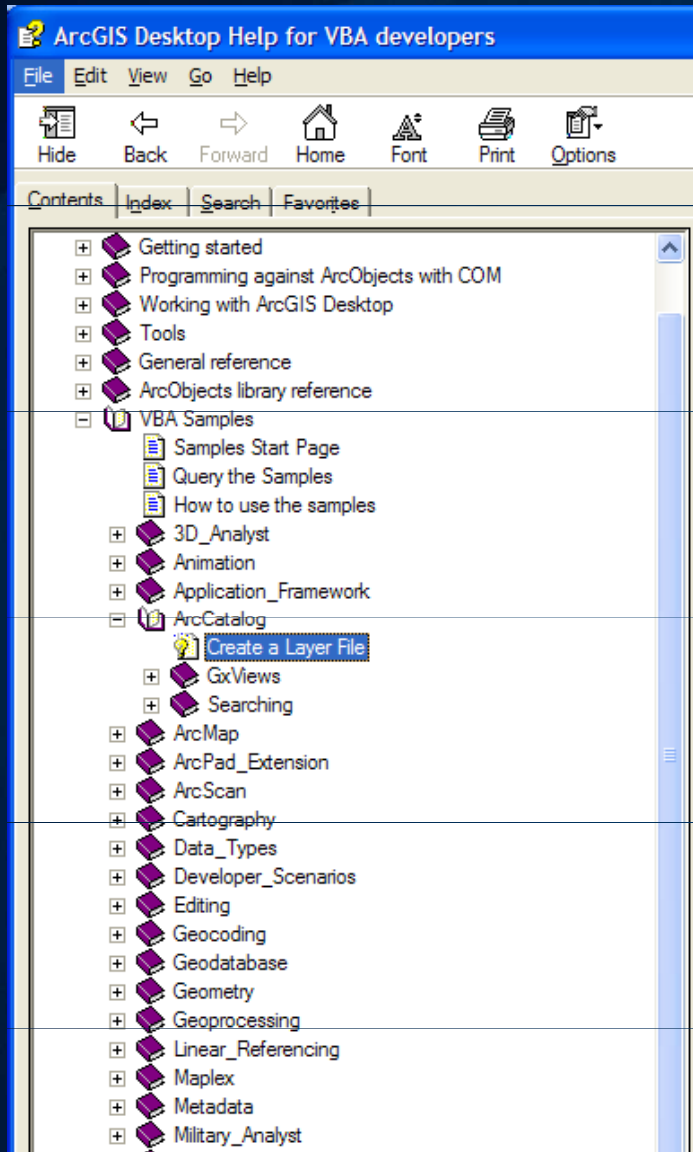 ArcGIS Desktop Help for VBA developers
File Edit View Go Help
Hide Back Forward Home Font Print Options
Contents Index Search Favorites
Getting started
Programming against ArcObjects with COM
Working with ArcGIS Desktop
Tools
General reference
ArcObjects library reference
VBA Samples
Samples Start Page
Query the Samples
How to use the samples
3D_Analyst
Animation
Application_Framework
ArcCatalog
Create a Layer File
GxViews
Searching
ArcMap
ArcPad_Extension
ArcScan
Cartography
Data_Types
Developer_Scenarios
Editing
Geocoding
Geodatabase
Geometry
Geoprocessing
Linear_Referencing
Maplex
Metadata
Military_Analyst